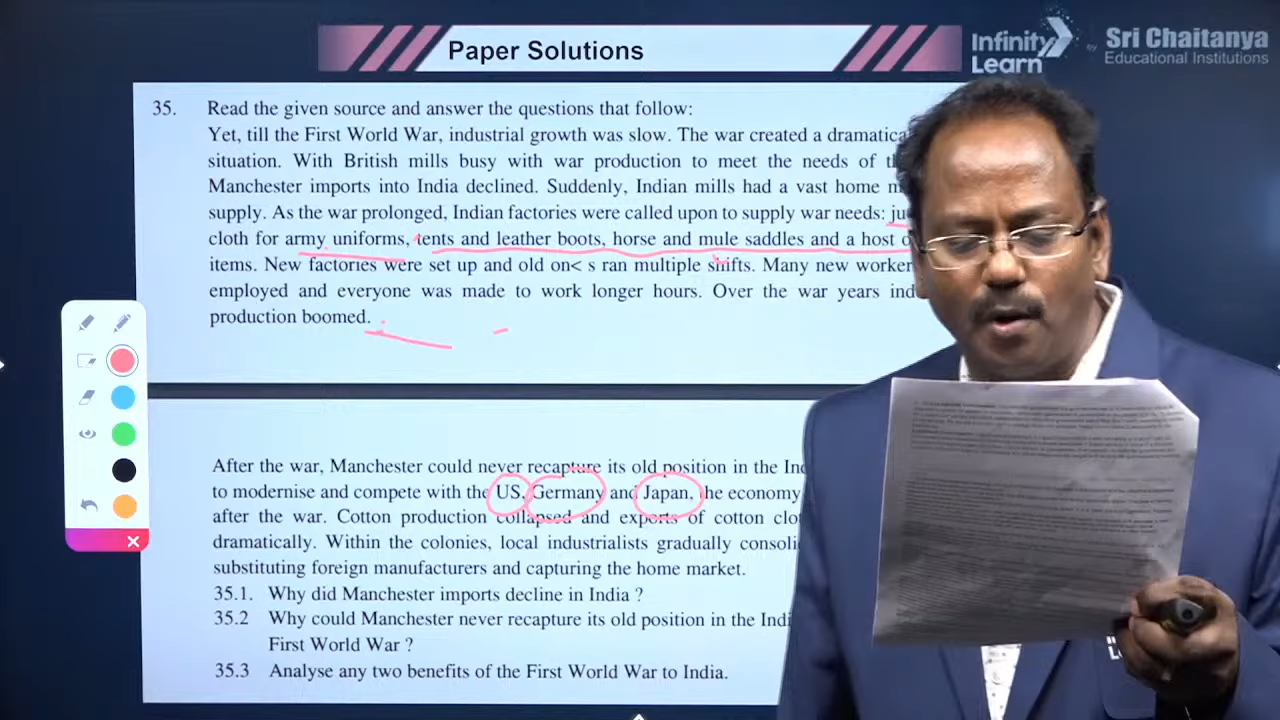 Paper Solutions
Infinity Learn
by Sri Chaitanya
Educational Institutions
35. Read the given source and answer the questions that follow:
Yet, till the First World War, industrial growth was slow. The war created a dramatica
situation. With British mills busy with war production to meet the needs of
Manchester imports into India declined. Suddenly, Indian mills had a vast home
supply. As the war prolonged, Indian factories were called upon to supply war needs:
cloth for army uniforms, tents and leather boots, horse and mule saddles and a host
items. New factories were set up and old on< s ran multiple shifts. Many new worker
employed and everyone was made to work longer hours. Over the war years
production boomed.
After the war, Manchester could never recapture its old position in the
to modernise and compete with the US, Germany and Japan, the economy
after the war. Cotton production collapsed and exports of cotton
dramatically. Within the colonies, local industrialists gradually
substituting foreign manufacturers and capturing the home market.
35.1. Why did Manchester imports decline in India ?
35.2 Why could Manchester never recapture its old position in the
First World War ?
35.3 Analyse any two benefits of the First World War to India.